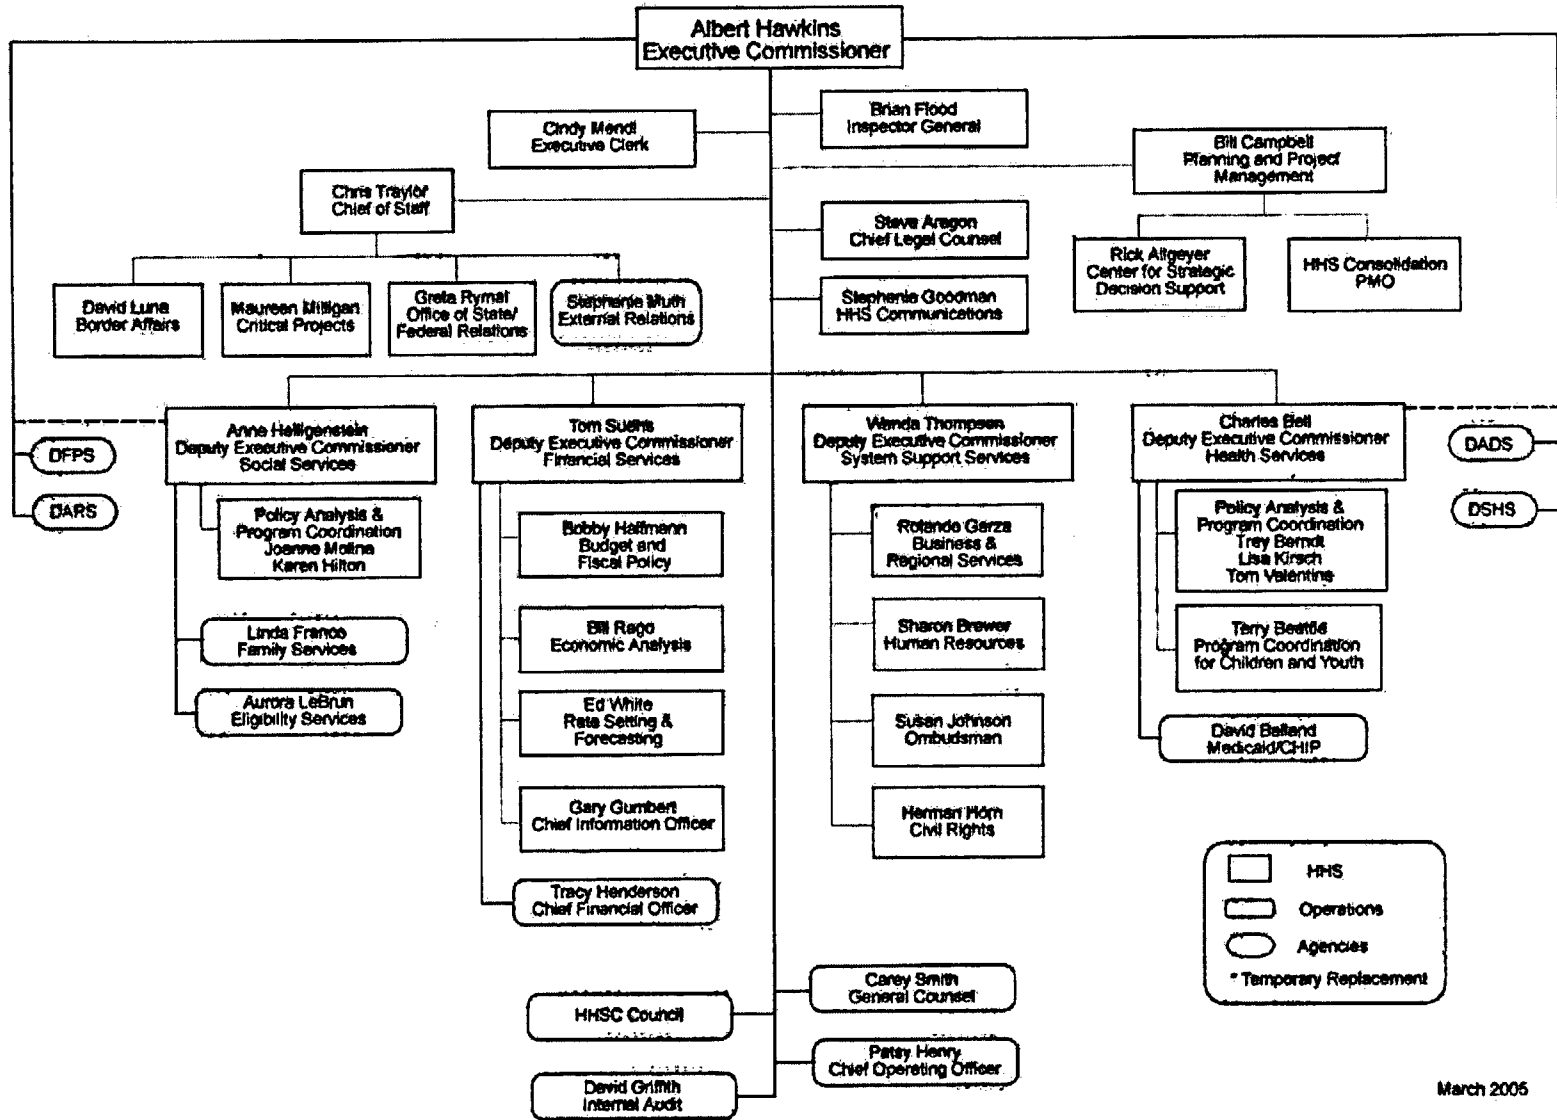 Albert Hawkins
Executive Commissioner
Brian Flood
Inspector General
Cindy Mendl
Executive Clerk
Bill Campbell
Planning and Project
Management
Chris Traylor
Chief of Staff
Steve Aragon
Chief Legal Counsel
Rick Allgeyer
Center for Strategic
Decision Support
HHS Consolidation
PMO
David Luna
Border Affairs
Maureen Milligan
Critical Projects
Greta Rymal
Office of State/
Federal Relations
Stephanie Muth
External Relations
Stephenie Goodman
HHS Communications
Anne Heiligenstein
Deputy Executive Commissioner
Social Services
Tom Suehs
Deputy Executive Commissioner
Financial Services
Wanda Thompson
Deputy Executive Commissioner
System Support Services
Charles Bell
Deputy Executive Commissioner
Health Services
DFPS
DARS
DADS
DSHS
Policy Analysis &
Program Coordination
Joanne Molina
Karen Hilton
Linda Franco
Family Services
Aurora LeBrun
Eligibility Services
Bobby Halfmann
Budget and
Fiscal Policy
Bill Rago
Economic Analysis
Ed White
Rate Setting &
Forecasting
Gary Gumbert
Chief Information Officer
Tracy Henderson
Chief Financial Officer
Rolando Garza
Business &
Regional Services
Sharon Brewer
Human Resources
Susan Johnson
Ombudsman
Herman Horn
Civil Rights
Policy Analysis &
Program Coordination
Trey Berndt
Lisa Kirsch
Tom Valentine
Terry Beattie
Program Coordination
for Children and Youth
David Balland
Medicaid/CHIP
HHS
Operations
Agencies
* Temporary Replacement
Carey Smith
General Counsel
HHSC Council
Patsy Henry
Chief Operating Officer
David Griffith
Internal Audit
March 2005